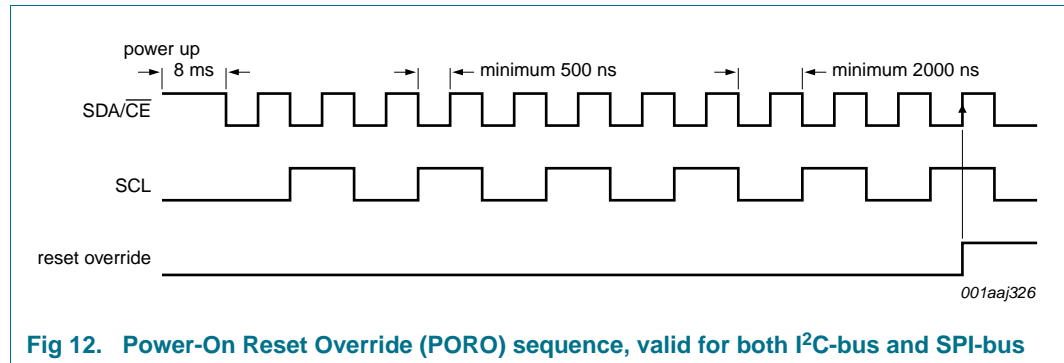 power up
8 ms
minimum 500 ns
minimum 2000 ns
SDA/CE
SCL
reset override
001aaj326
Fig 12. Power-On Reset Override (PORO) sequence, valid for both I2C-bus and SPI-bus